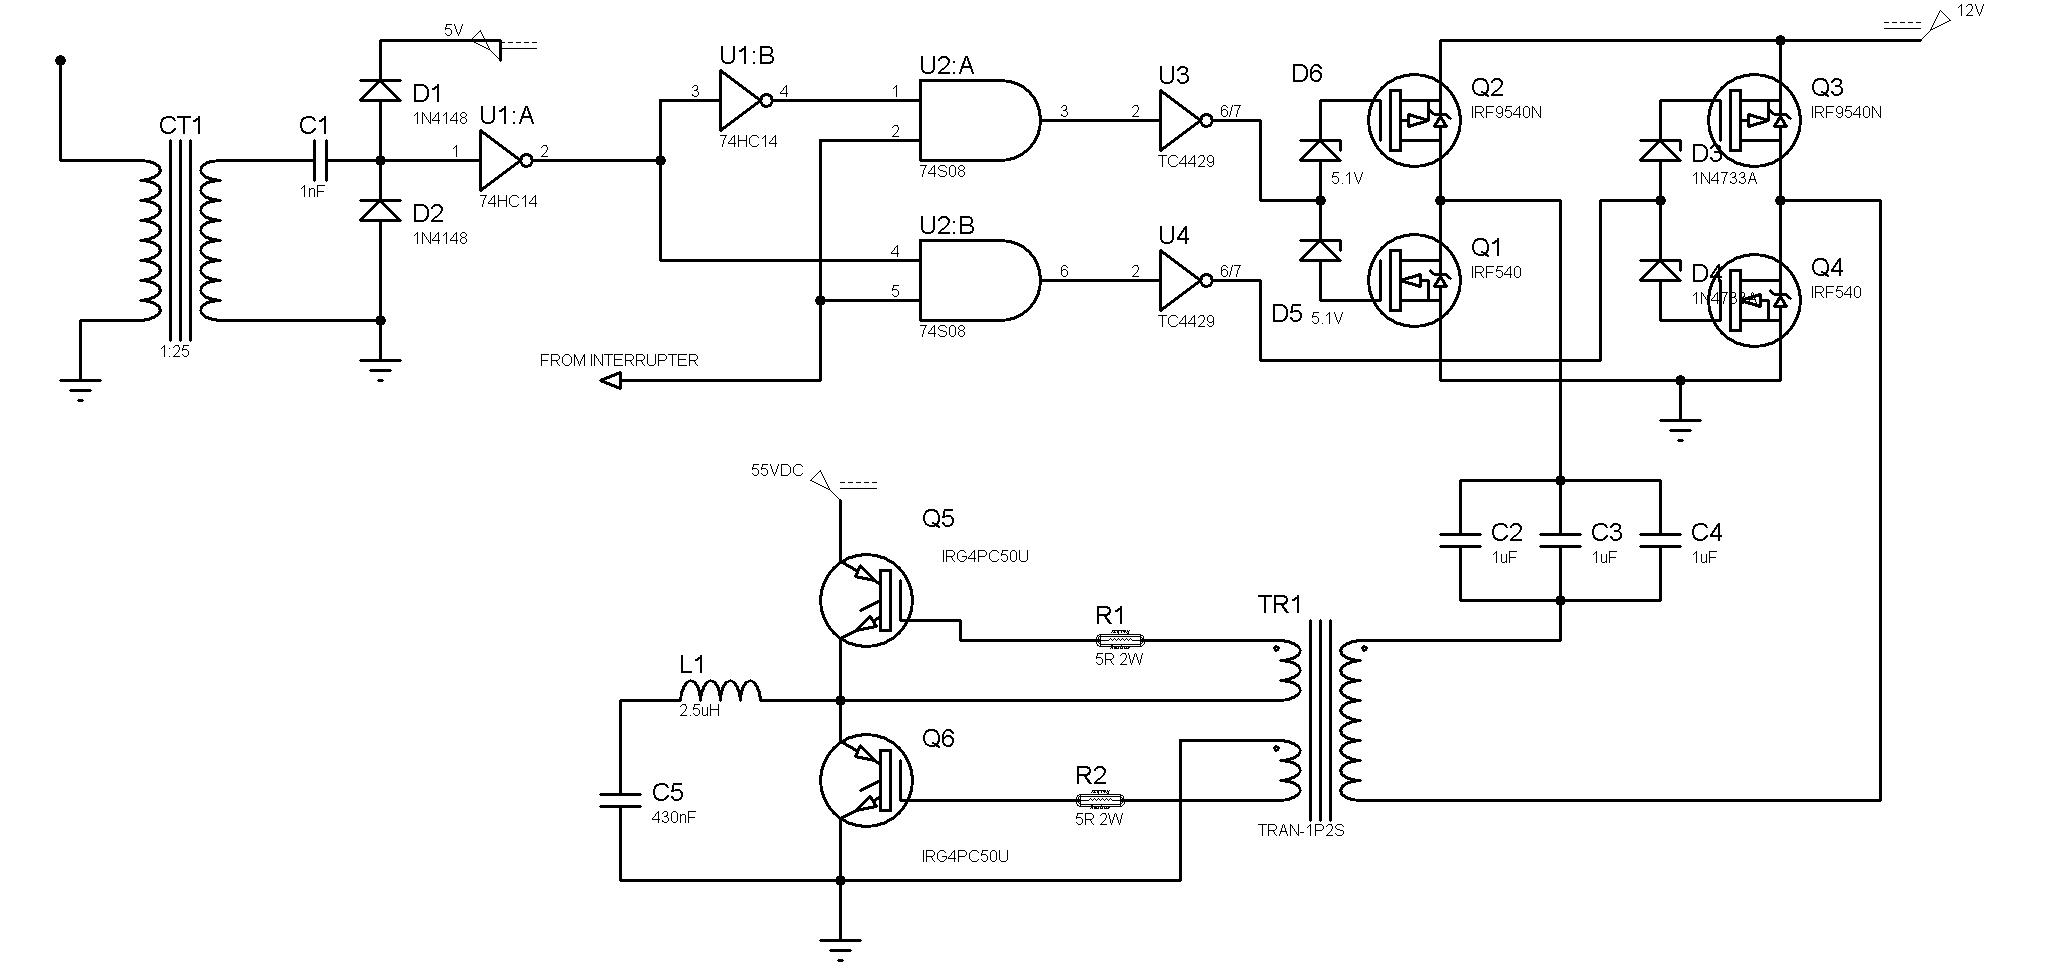 5V
12V
D1
1N4148
CT1
C1
1nF
1:25
D2
1N4148
U1:A
1
2
74HC14
U1:B
3
4
74HC14
U2:A
1
2
3
74S08
U2:B
4
5
6
74S08
FROM INTERRUPTER
U3
2
6/7
TC4429
U4
2
6/7
TC4429
D6
5.1V
D5
5.1V
Q2
IRF9540N
Q1
IRF540
Q3
IRF9540N
D3
1N4733A
D4
1N4733A
Q4
IRF540
55VDC
Q5
IRG4PC50U
Q6
IRG4PC50U
L1
2.5uH
C5
430nF
R1
5R 2W
R2
5R 2W
TR1
TRAN-1P2S
C2
1uF
C3
1uF
C4
1uF